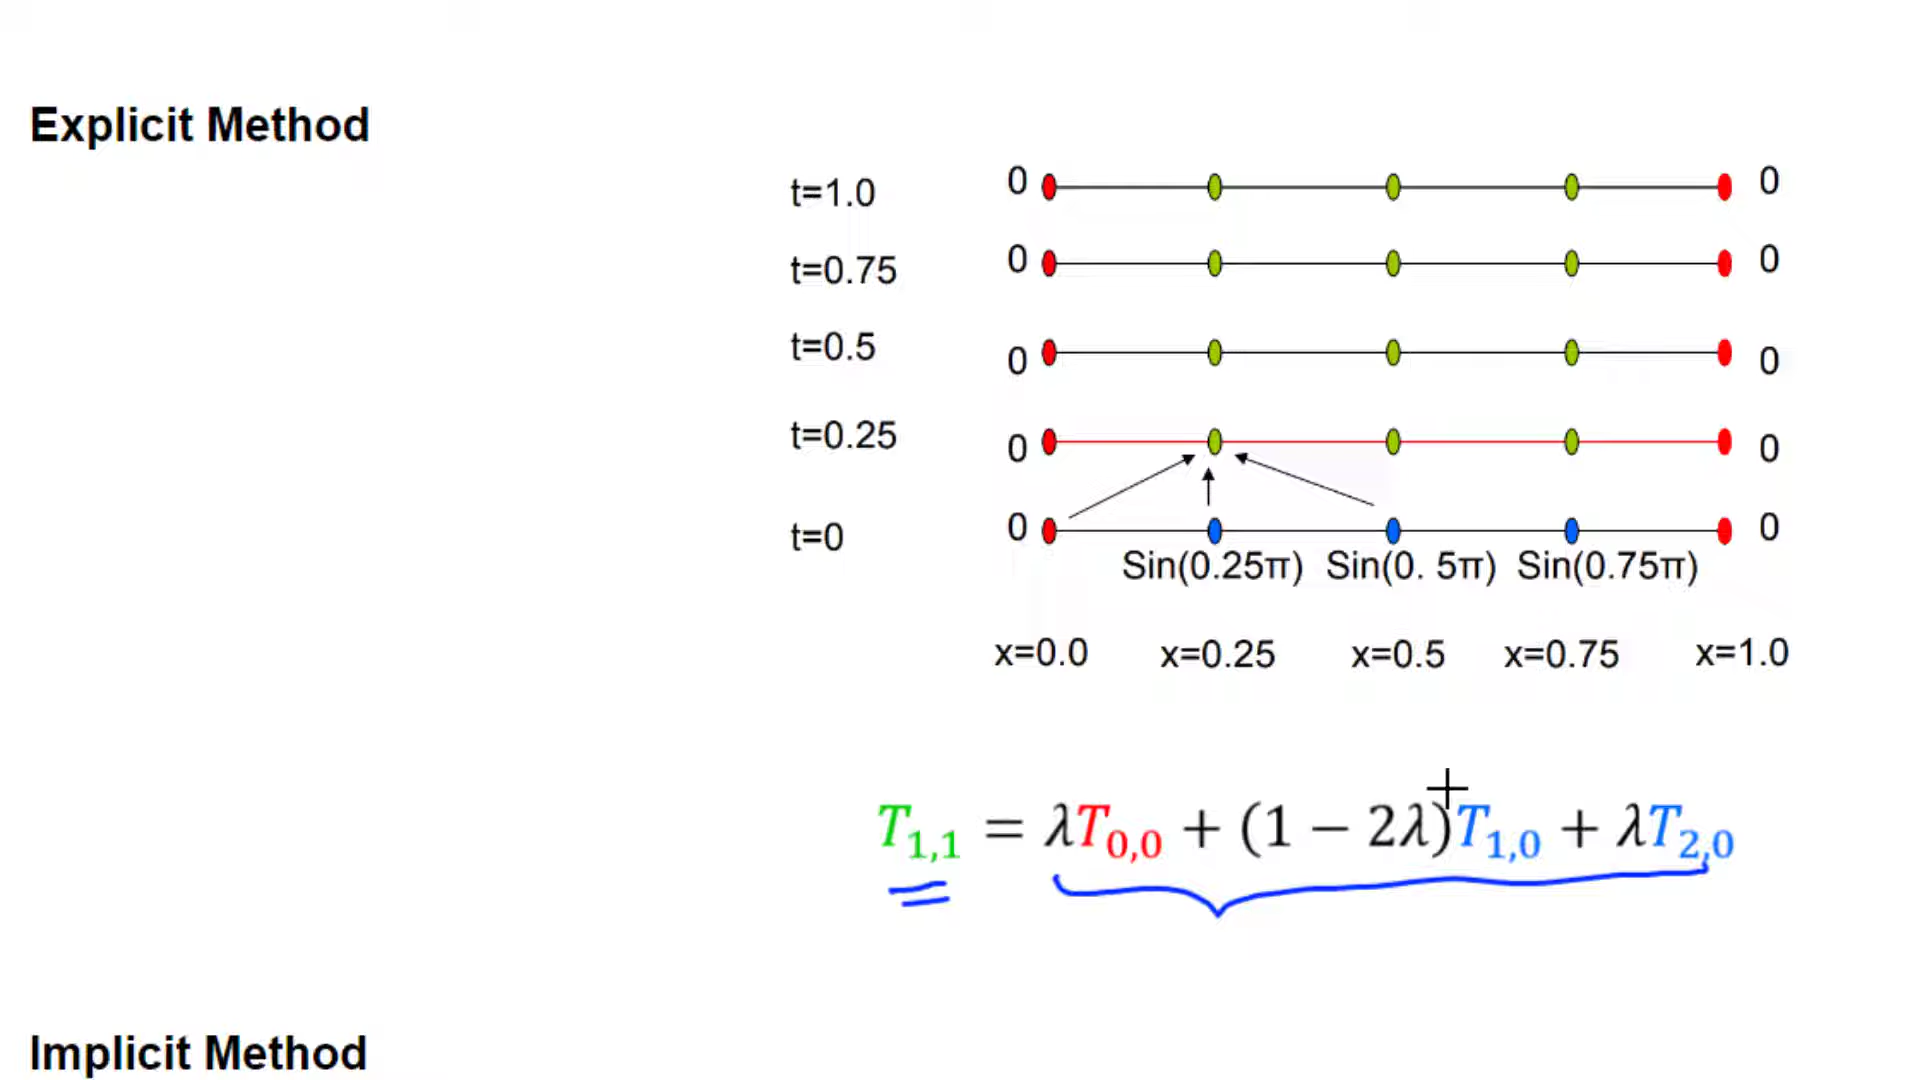 Explicit Method
t=1.0 0 0
t=0.75 0 0
t=0.5 0 0
t=0.25 0 0
t=0 0 0
Sin(0.25π) Sin(0. 5π) Sin(0.75π)
x=0.0 x=0.25 x=0.5 x=0.75 x=1.0
T₁,₁ = λT₀,₀ + (1 − 2λ)T₁,₀ + λT₂,₀
Implicit Method